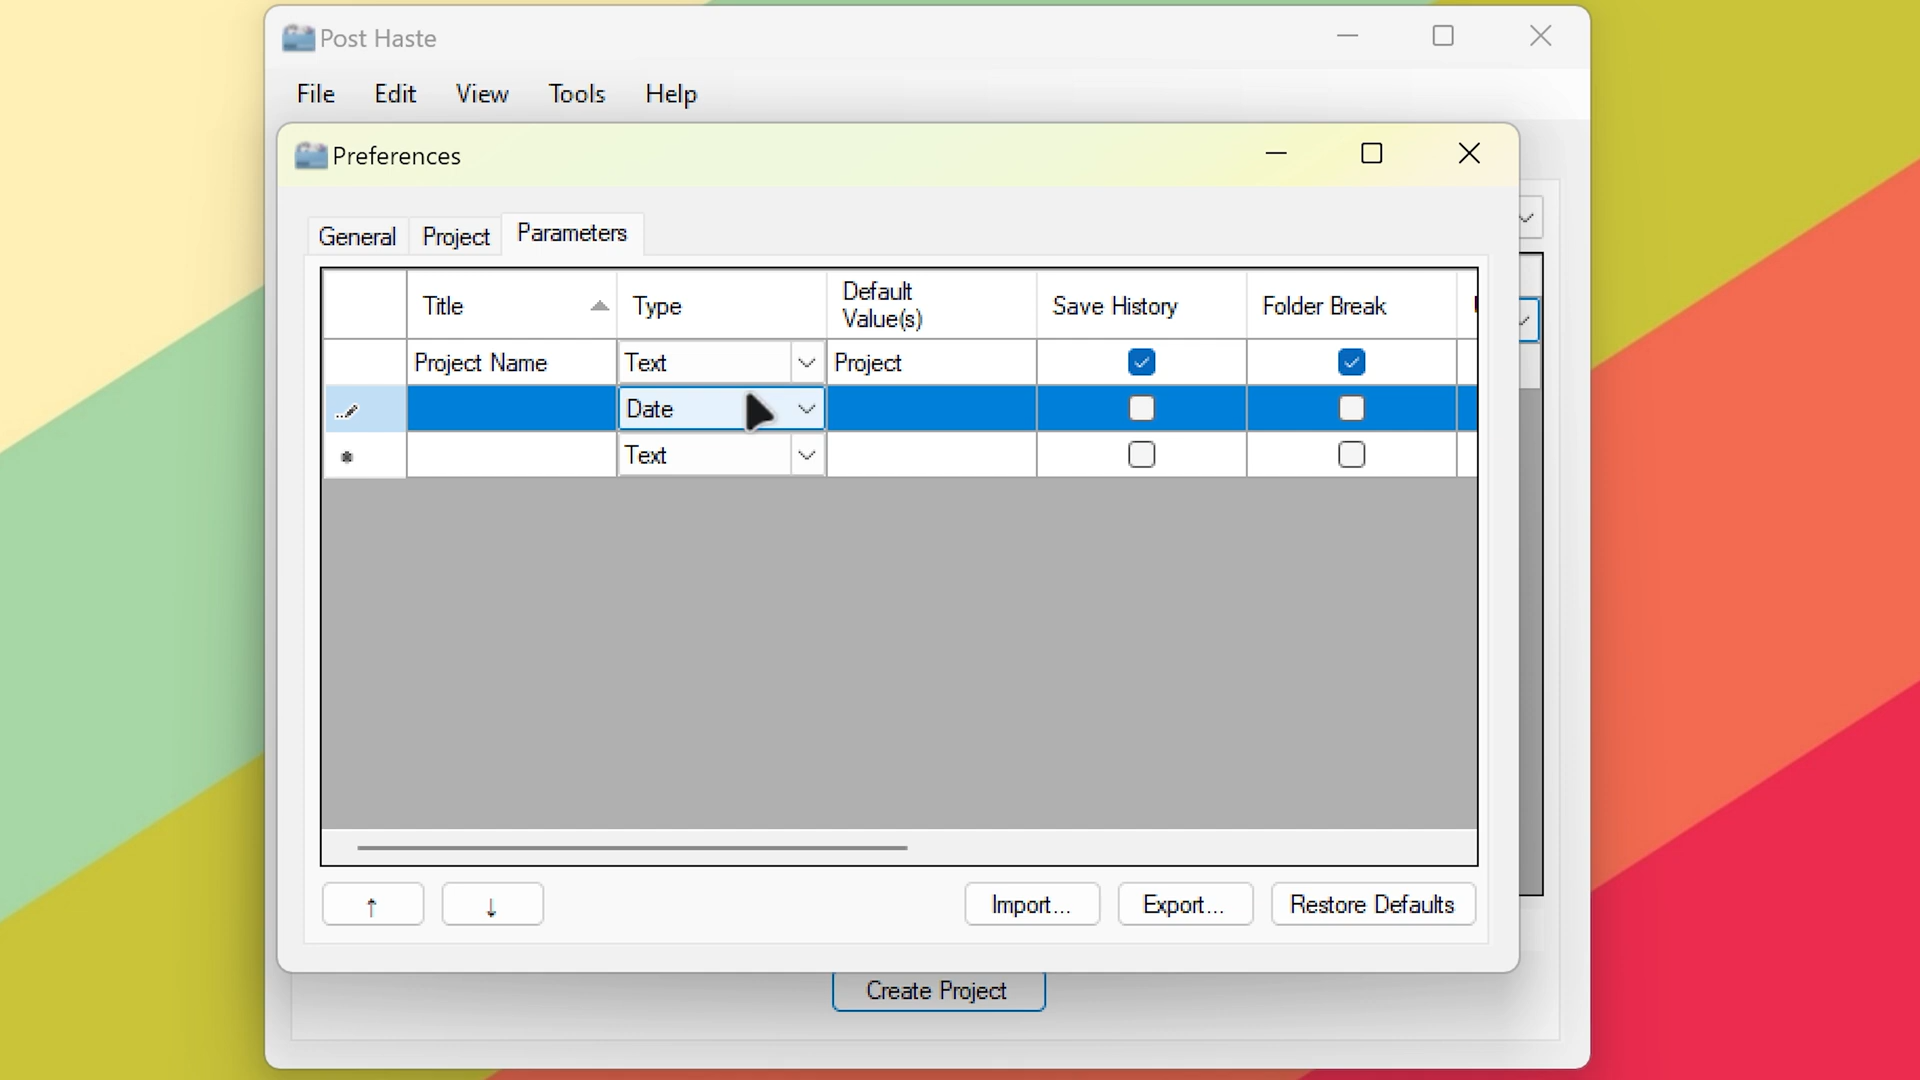 Post Haste
File Edit View Tools Help
Preferences
General Project Parameters
Title Type Default Value(s) Save History Folder Break
Project Name Text Project
Date
Text
↑ ↓ Import... Export... Restore Defaults
Create Project